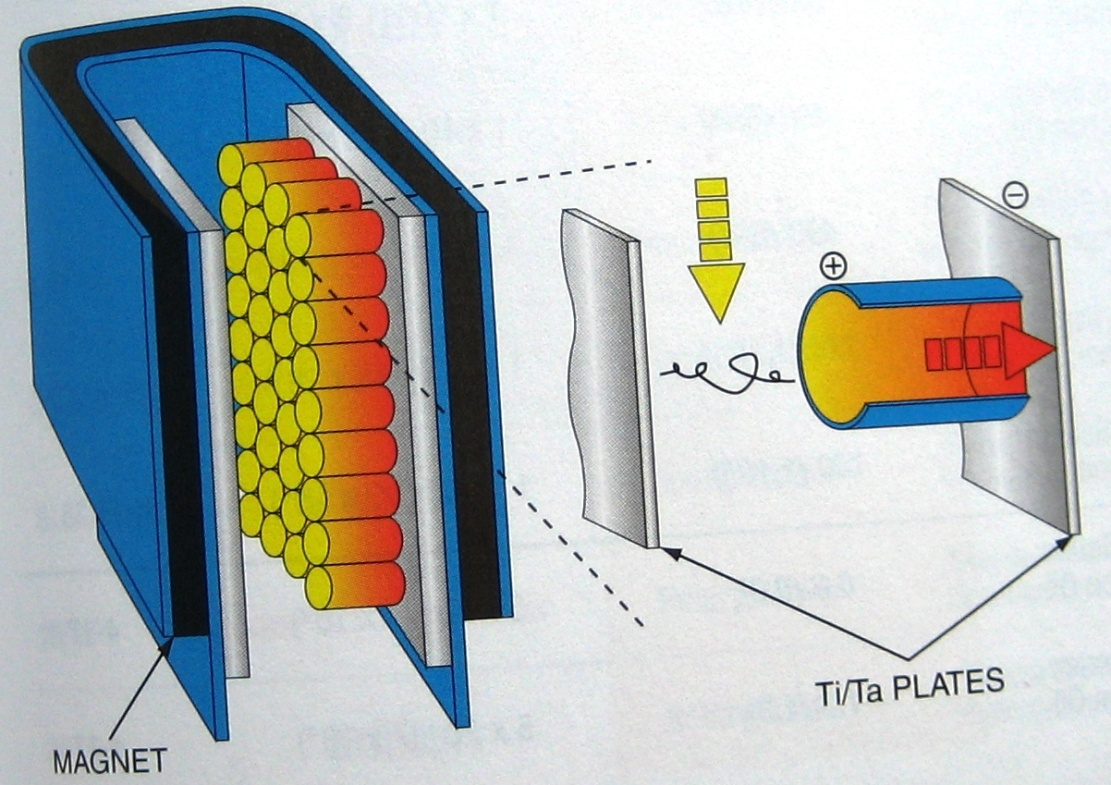 ⊖
⊕
Ti/Ta PLATES
MAGNET